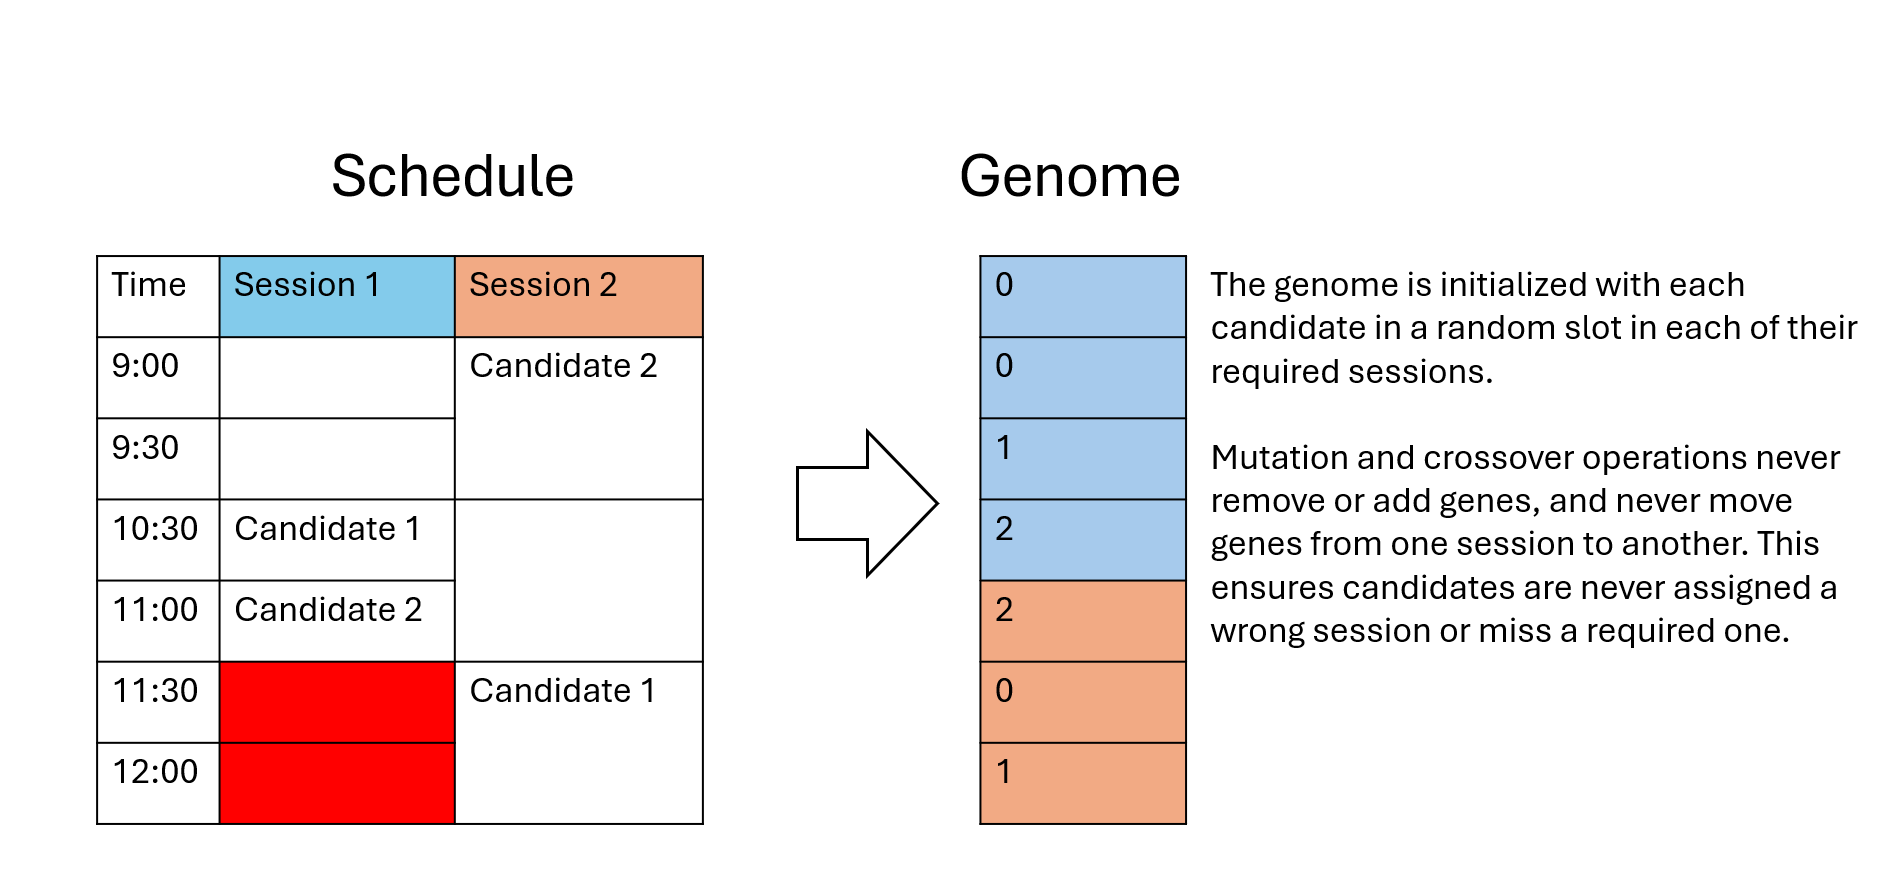 Schedule
Genome
Time
Session 1
Session 2
9:00
Candidate 2
9:30
10:30
Candidate 1
11:00
Candidate 2
11:30
Candidate 1
12:00
0
0
1
2
2
0
1
The genome is initialized with each
candidate in a random slot in each of their
required sessions.
Mutation and crossover operations never
remove or add genes, and never move
genes from one session to another. This
ensures candidates are never assigned a
wrong session or miss a required one.